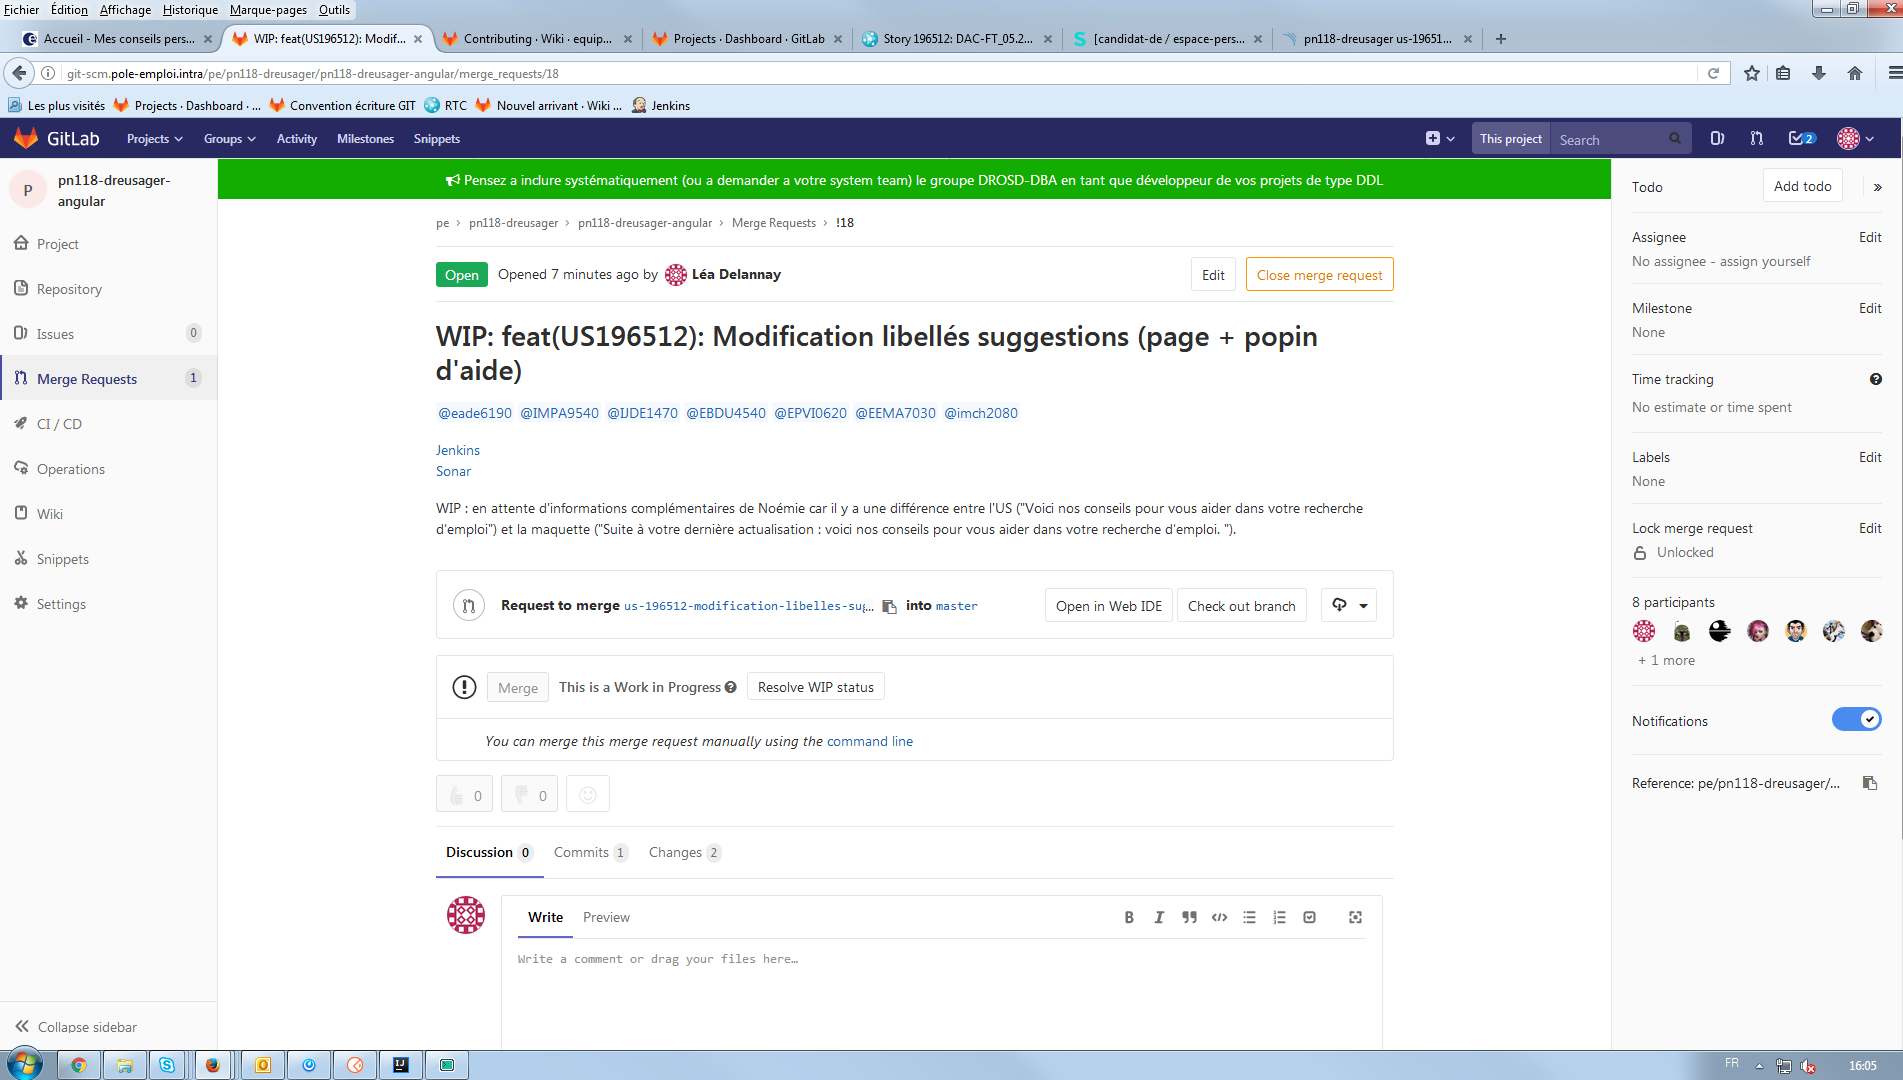 Fichier Édition Affichage Historique Marque-pages Outils
Accueil - Mes conseils pers...
WIP: feat(US196512): Modif...
Contributing · Wiki · equip...
Projects · Dashboard · GitLab
Story 196512: DAC-FT_05.2...
[candidat-de / espace-pers...
pn118-dreusager us-19651...
git-scm.pole-emploi.intra/pe/pn118-dreusager/pn118-dreusager-angular/merge_requests/18
Les plus visités Projects · Dashboard · ... Convention écriture GIT RTC Nouvel arrivant · Wiki ... Jenkins
GitLab Projects Groups Activity Milestones Snippets This project Search 2
P pn118-dreusager-
angular
Project
Repository
Issues 0
Merge Requests 1
CI / CD
Operations
Wiki
Snippets
Settings
Collapse sidebar
Pensez a inclure systématiquement (ou a demander a votre system team) le groupe DROSD-DBA en tant que développeur de vos projets de type DDL
pe › pn118-dreusager › pn118-dreusager-angular › Merge Requests › !18
Open Opened 7 minutes ago by Léa Delannay Edit Close merge request
WIP: feat(US196512): Modification libellés suggestions (page + popin
d'aide)
@eade6190 @IMPA9540 @IJDE1470 @EBDU4540 @EPVI0620 @EEMA7030 @imch2080
Jenkins
Sonar
WIP : en attente d'informations complémentaires de Noémie car il y a une différence entre l'US ("Voici nos conseils pour vous aider dans votre recherche
d'emploi") et la maquette ("Suite à votre dernière actualisation : voici nos conseils pour vous aider dans votre recherche d'emploi. ").
Request to merge us-196512-modification-libelles-sug... into master Open in Web IDE Check out branch
Merge This is a Work in Progress Resolve WIP status
You can merge this merge request manually using the command line
0 0
Discussion 0 Commits 1 Changes 2
Write Preview
Write a comment or drag your files here…
Todo Add todo »
Assignee Edit
No assignee - assign yourself
Milestone Edit
None
Time tracking
No estimate or time spent
Labels Edit
None
Lock merge request Edit
Unlocked
8 participants
+ 1 more
Notifications
Reference: pe/pn118-dreusager/...
FR 16:05